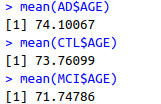 > mean(AD$AGE)
[1] 74.10067
> mean(CTL$AGE)
[1] 73.76099
> mean(MCI$AGE)
[1] 71.74786